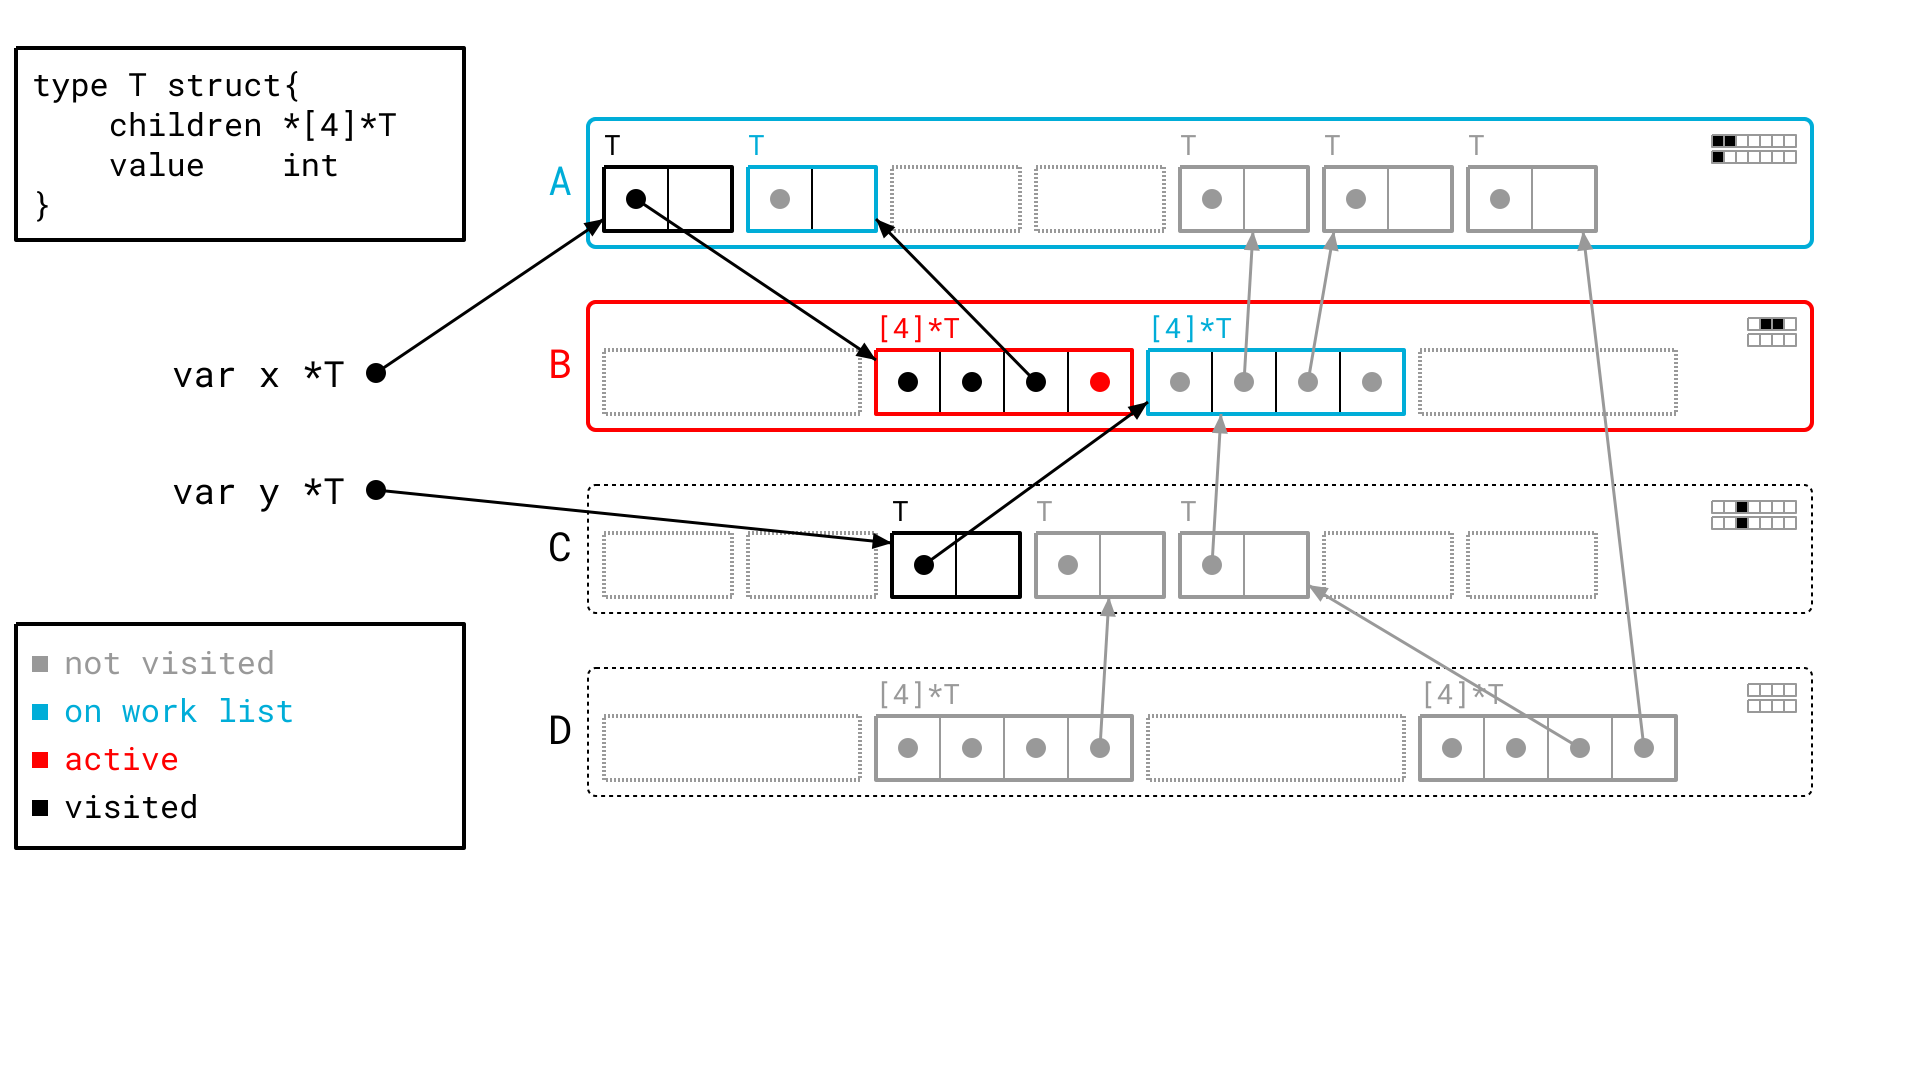 type T struct{
    children *[4]*T
    value    int
}
var x *T
var y *T
not visited
on work list
active
visited
A
T T T T T
B
[4]*T [4]*T
C
T T T
D
[4]*T [4]*T